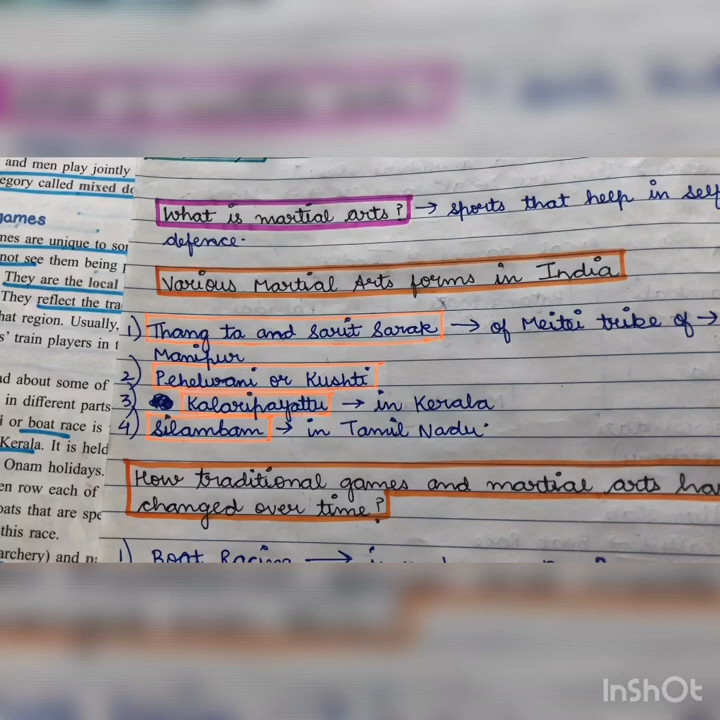 and men play jointly
egory called mixed do
games
mes are unique to so
not see them being
They are the local
They reflect the tra
hat region. Usually,
s' train players in t
ad about some of
in different parts
i or boat race is
Kerala. It is held
Onam holidays.
en row each of
oats that are spe
this race.
archery) and
What is martial arts? → sports that help in self
defence.
Various Martial Arts forms in India
1) Thang ta and Sarit Sarak → of Meitei tribe of →
Manipur
2) Pehelwani or Kushti
3) Kalaripayattu → in Kerala
4) Silambam → in Tamil Nadu.
How traditional games and martial arts ha
changed over time?
1) Boat Racing →
InShOt